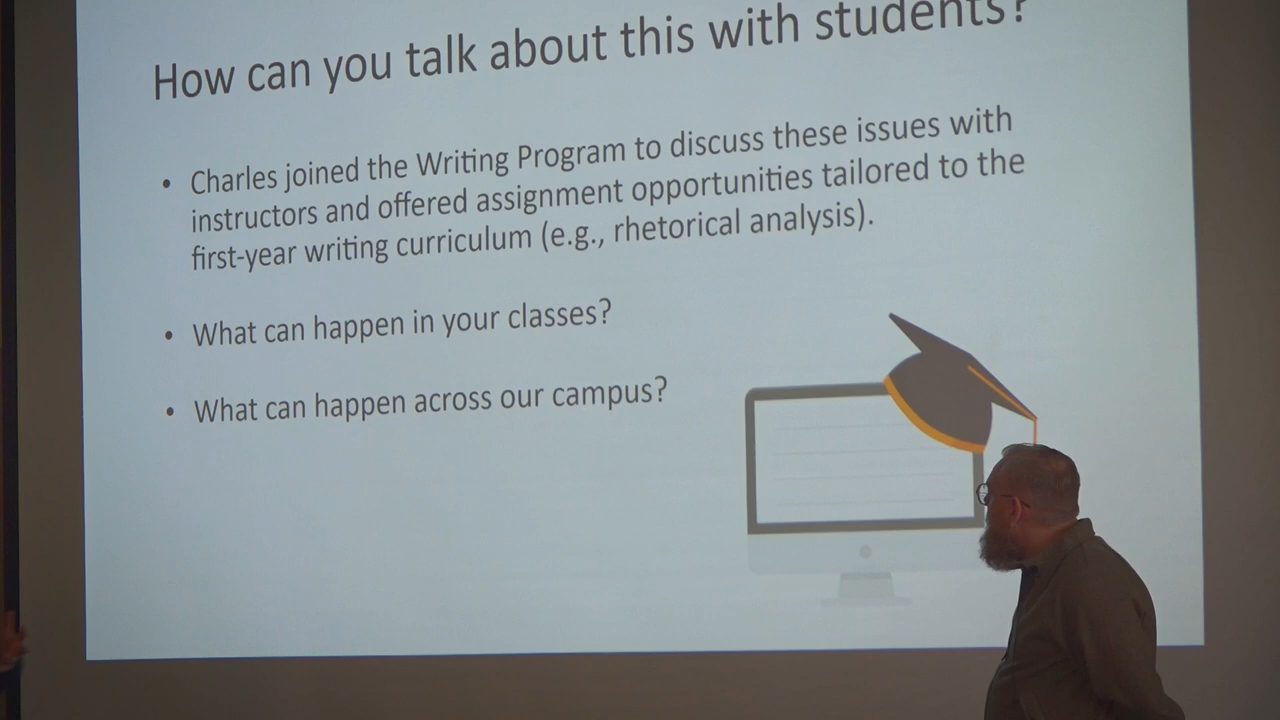 How can you talk about this with students?
• Charles joined the Writing Program to discuss these issues with
instructors and offered assignment opportunities tailored to the
first-year writing curriculum (e.g., rhetorical analysis).
• What can happen in your classes?
• What can happen across our campus?